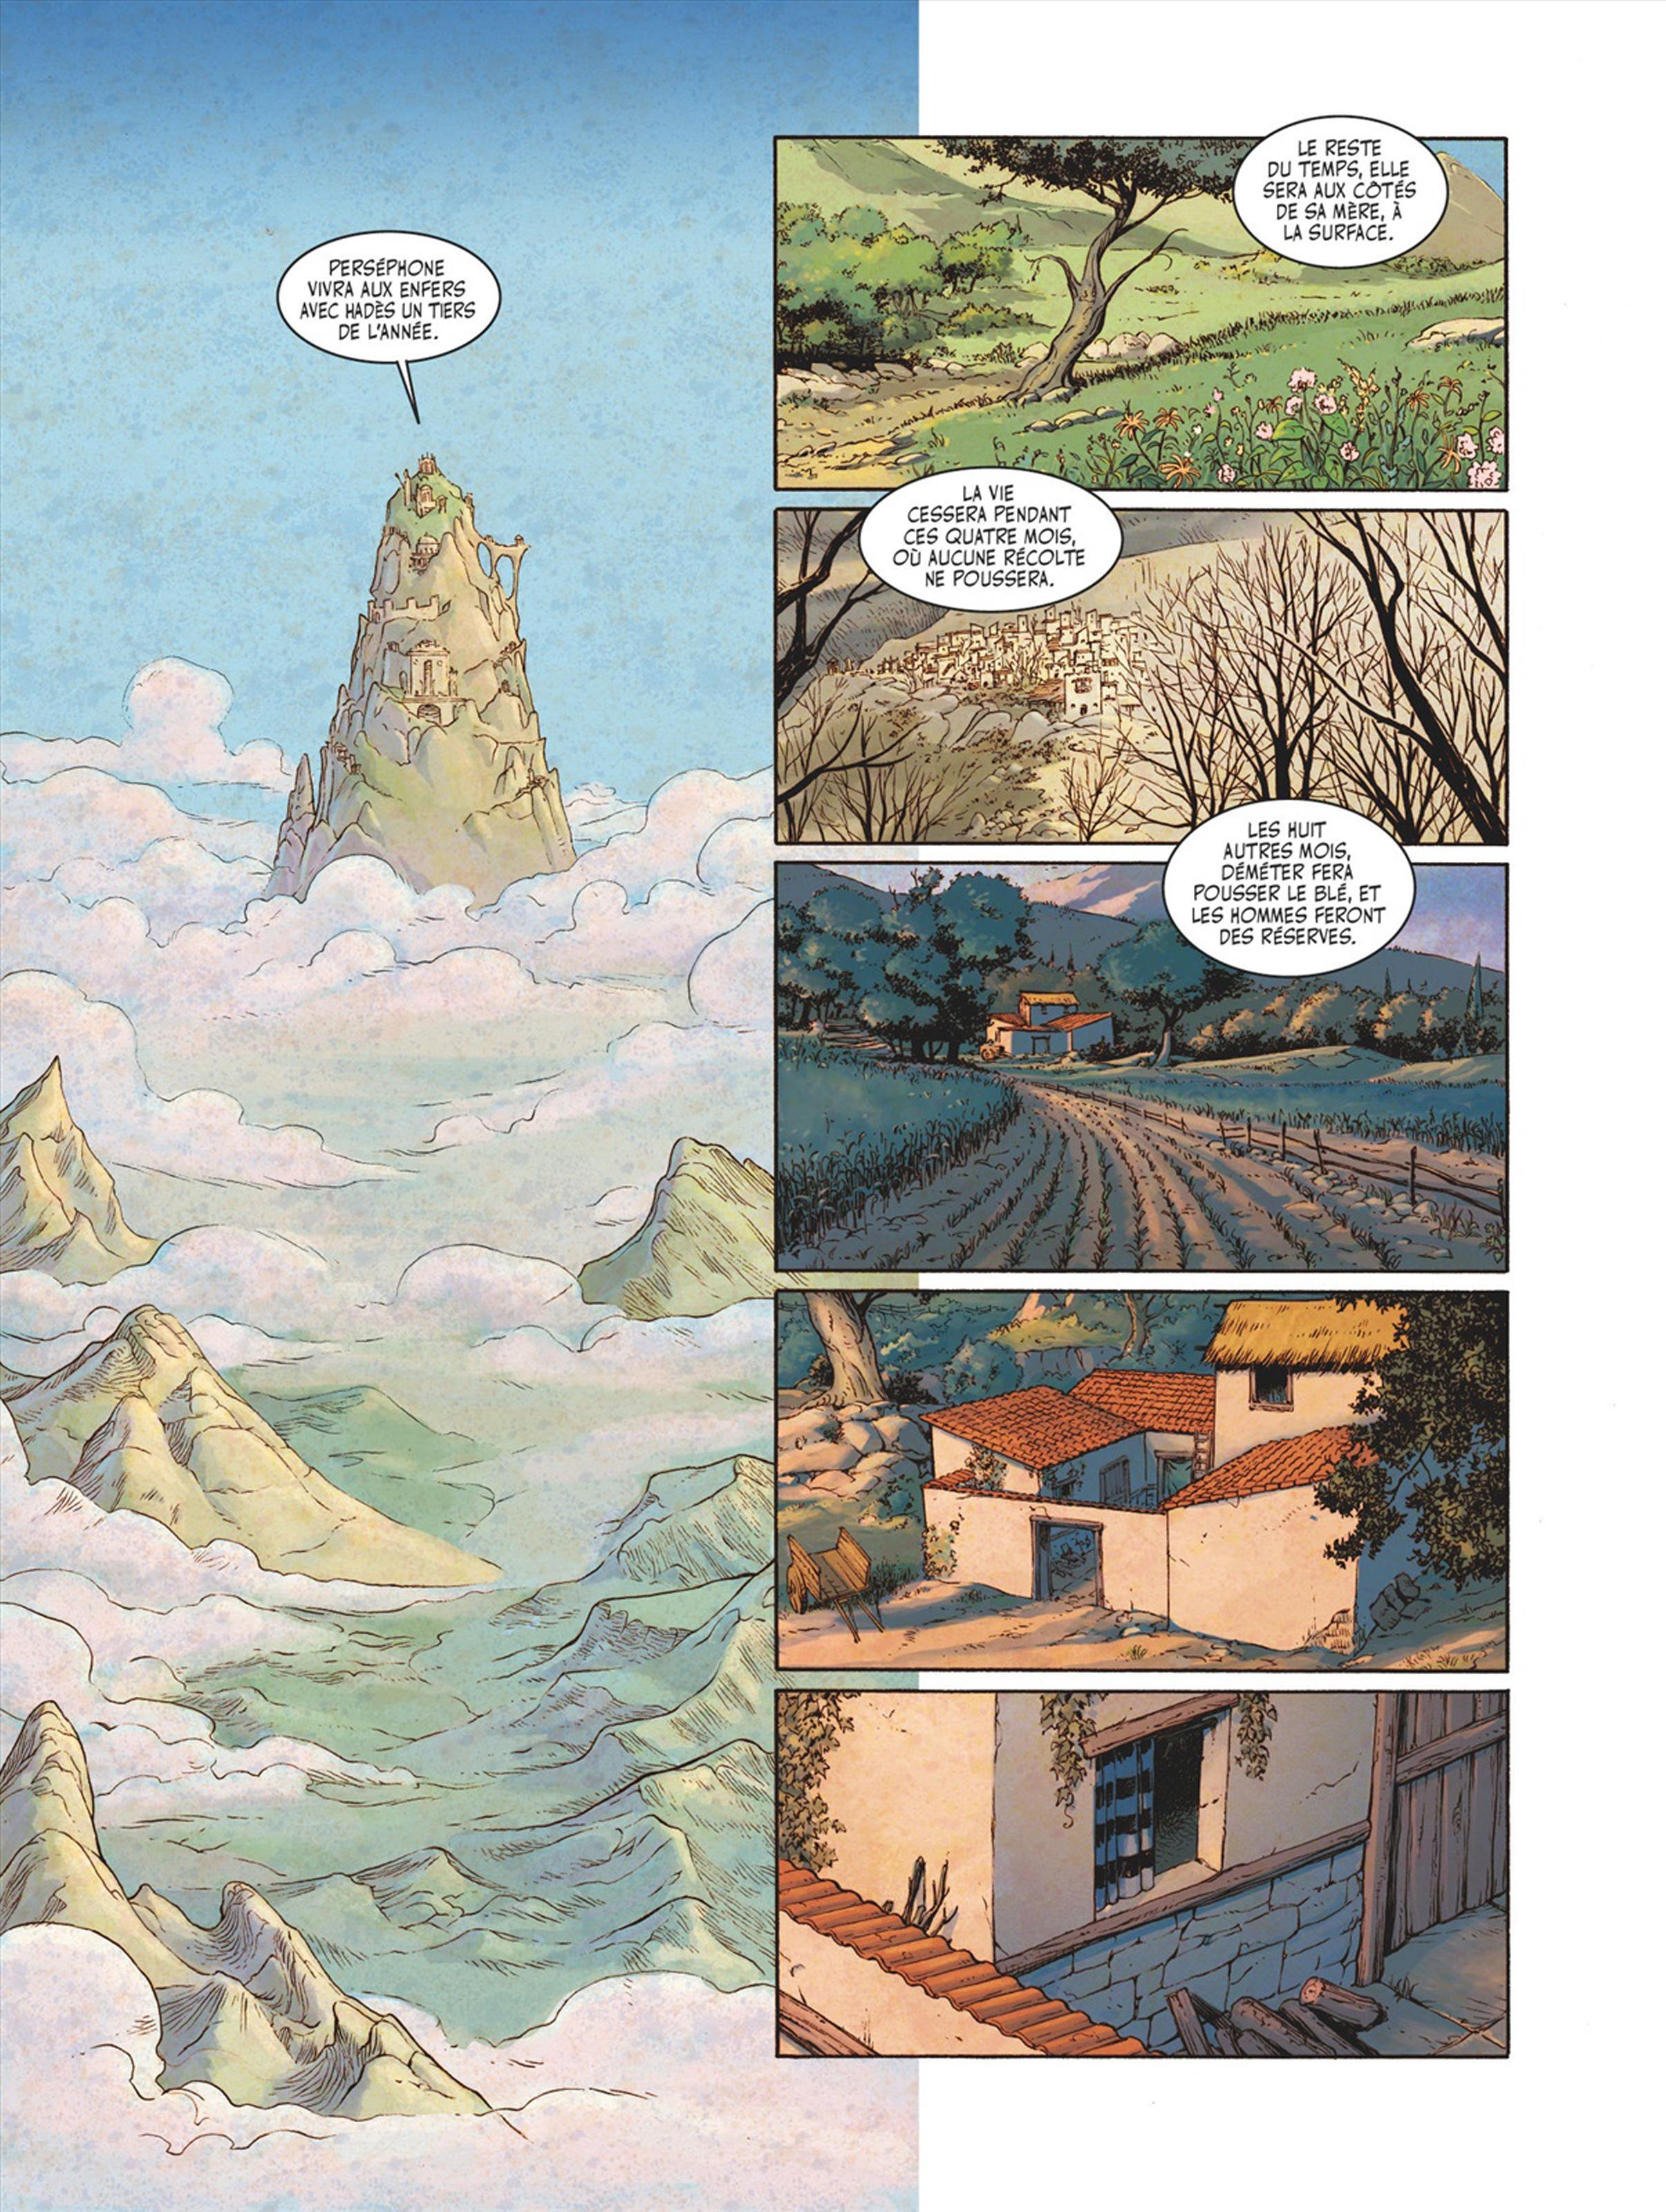 PERSÉPHONE
VIVRA AUX ENFERS
AVEC HADÈS UN TIERS
DE L'ANNÉE.
LE RESTE
DU TEMPS, ELLE
SERA AUX CÔTÉS
DE SA MÈRE, À
LA SURFACE.
LA VIE
CESSERA PENDANT
CES QUATRE MOIS,
OÙ AUCUNE RÉCOLTE
NE POUSSERA.
LES HUIT
AUTRES MOIS,
DÉMÉTER FERA
POUSSER LE BLÉ, ET
LES HOMMES FERONT
DES RÉSERVES.